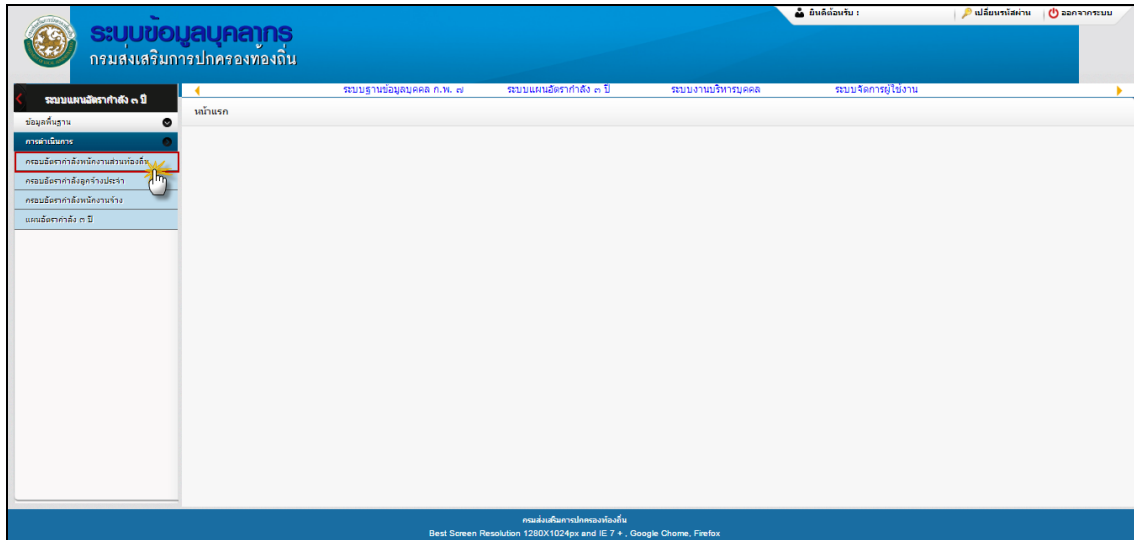 ยินดีต้อนรับ :
เปลี่ยนรหัสผ่าน
ออกจากระบบ
ระบบข้อมูลบุคลากร
กรมส่งเสริมการปกครองท้องถิ่น
ระบบแผนอัตรากำลัง ๓ ปี
ระบบฐานข้อมูลบุคคล ก.พ. ๗
ระบบแผนอัตรากำลัง ๓ ปี
ระบบงานบริหารบุคคล
ระบบจัดการผู้ใช้งาน
หน้าแรก
ข้อมูลพื้นฐาน
การดำเนินการ
กรอบอัตรากำลังพนักงานส่วนท้องถิ่น
กรอบอัตรากำลังลูกจ้างประจำ
กรอบอัตรากำลังพนักงานจ้าง
แผนอัตรากำลัง ๓ ปี
กรมส่งเสริมการปกครองท้องถิ่น
Best Screen Resolution 1280X1024px and IE 7 + , Google Chome, Firefox